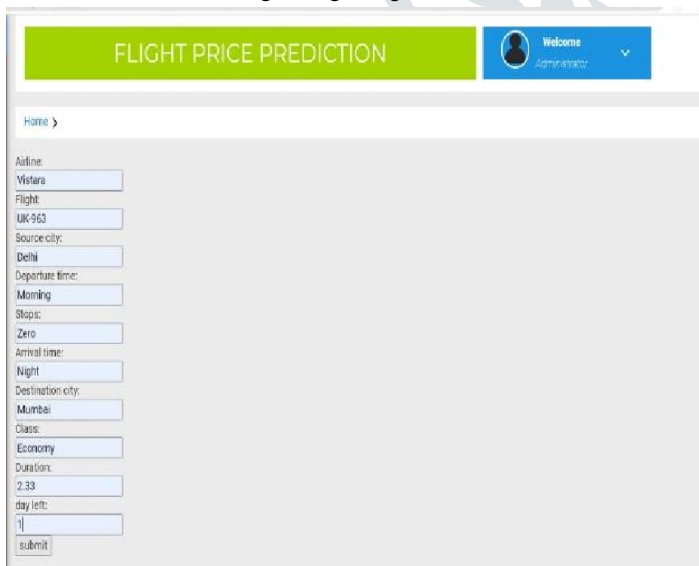 FLIGHT PRICE PREDICTION
Welcome
Administrator
Home >
Airline:
Vistara
Flight:
UK-963
Source city:
Delhi
Departure time:
Morning
Stops:
Zero
Arrival time:
Night
Destination city:
Mumbai
Class:
Economy
Duration:
2.33
day left:
1
submit